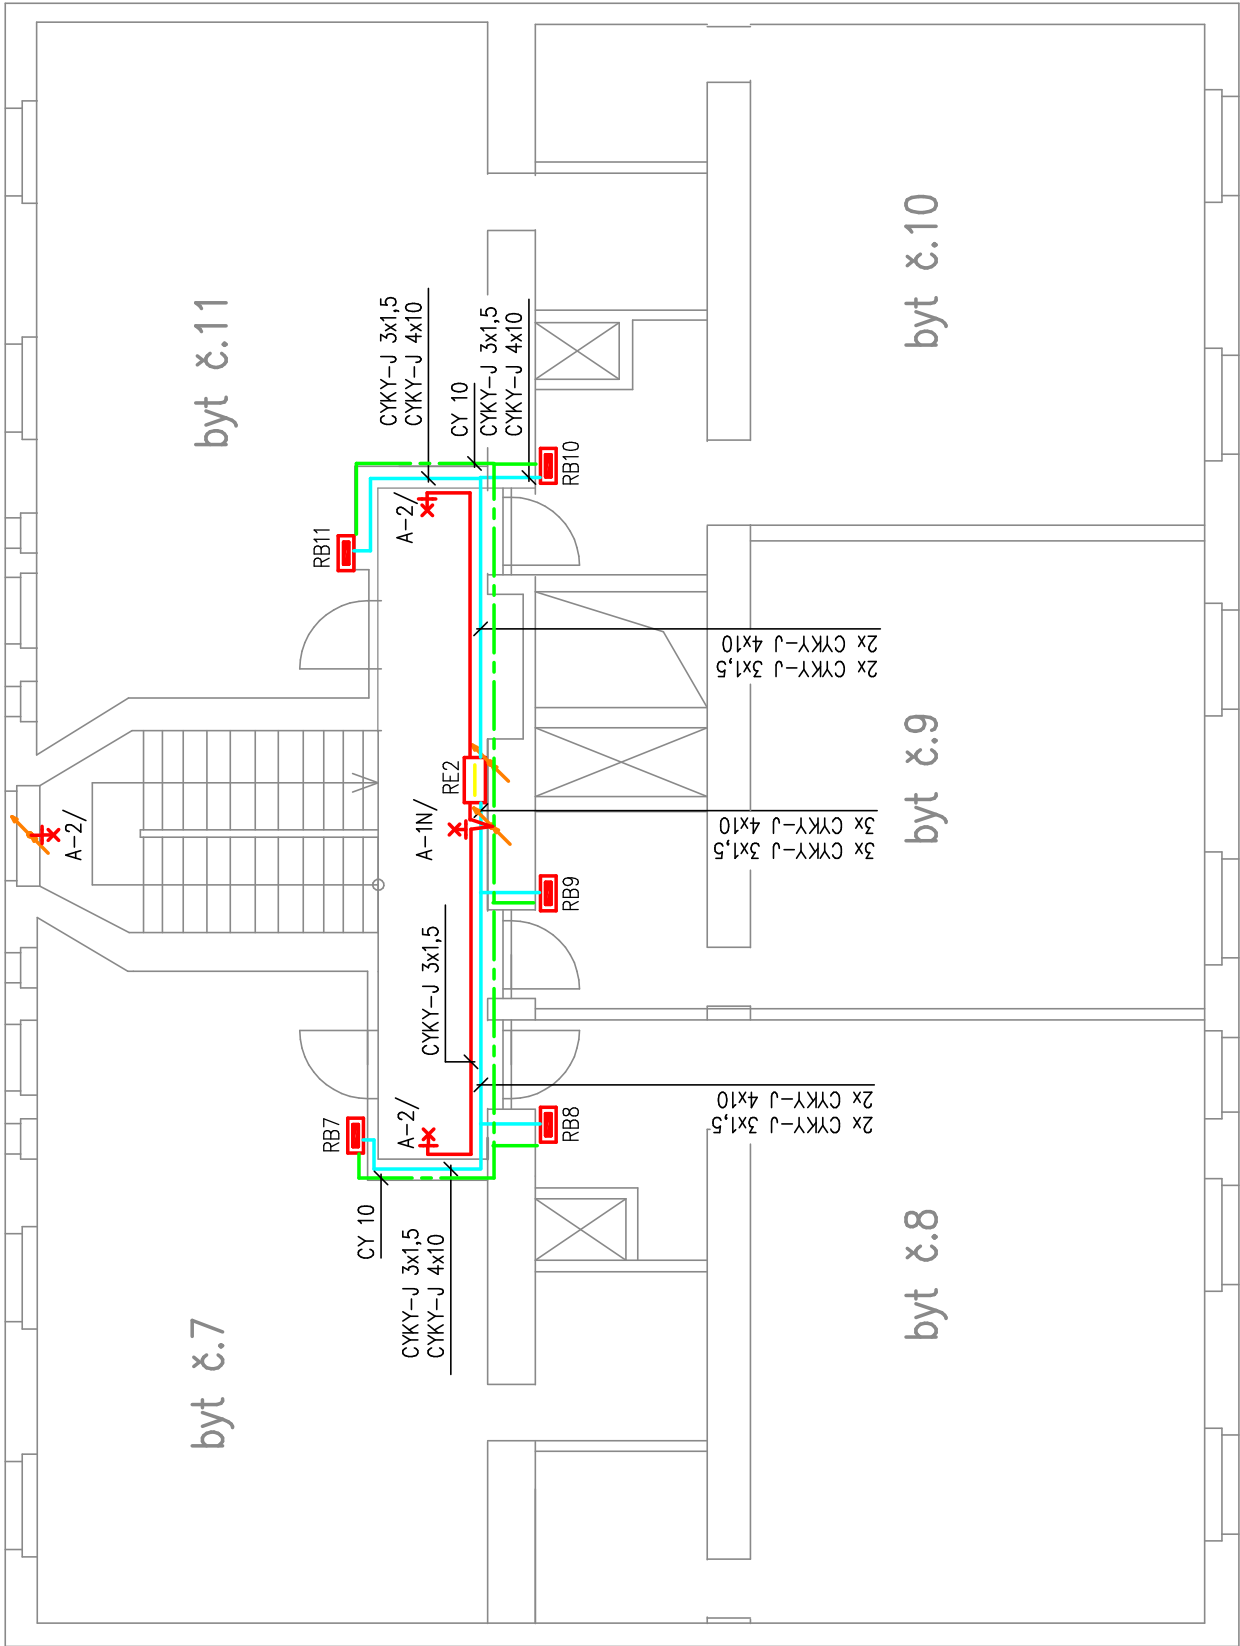 byt č.11
byt č.10
byt č.9
byt č.8
byt č.7
CYKY-J 3x1,5
CYKY-J 4x10
CY 10
CYKY-J 3x1,5
CYKY-J 4x10
RB11
RB10
A-2/
2x CYKY-J 3x1,5
2x CYKY-J 4x10
RE2
A-1N/
A-2/
3x CYKY-J 3x1,5
3x CYKY-J 4x10
RB9
CYKY-J 3x1,5
2x CYKY-J 3x1,5
2x CYKY-J 4x10
A-2/
RB7
RB8
CY 10
CYKY-J 3x1,5
CYKY-J 4x10